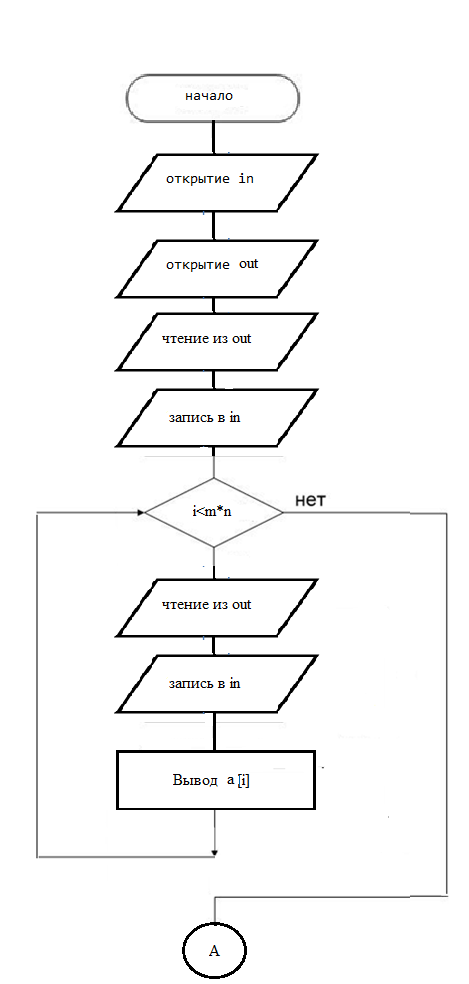 начало
открытие in
открытие out
чтение из out
запись в in
i<m*n
нет
чтение из out
запись в in
Вывод a[i]
A